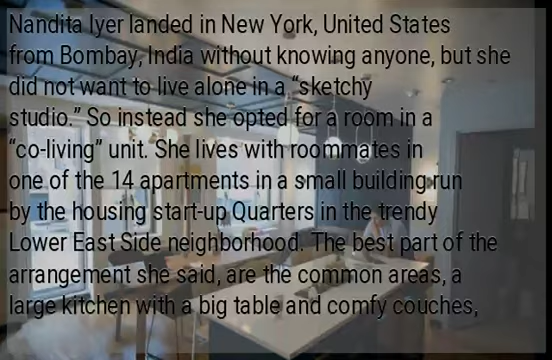 Nandita Iyer landed in New York, United States
from Bombay, India without knowing anyone, but she
did not want to live alone in a “sketchy
studio.” So instead she opted for a room in a
“co-living” unit. She lives with roommates in
one of the 14 apartments in a small building run
by the housing start-up Quarters in the trendy
Lower East Side neighborhood. The best part of the
arrangement she said, are the common areas, a
large kitchen with a big table and comfy couches,